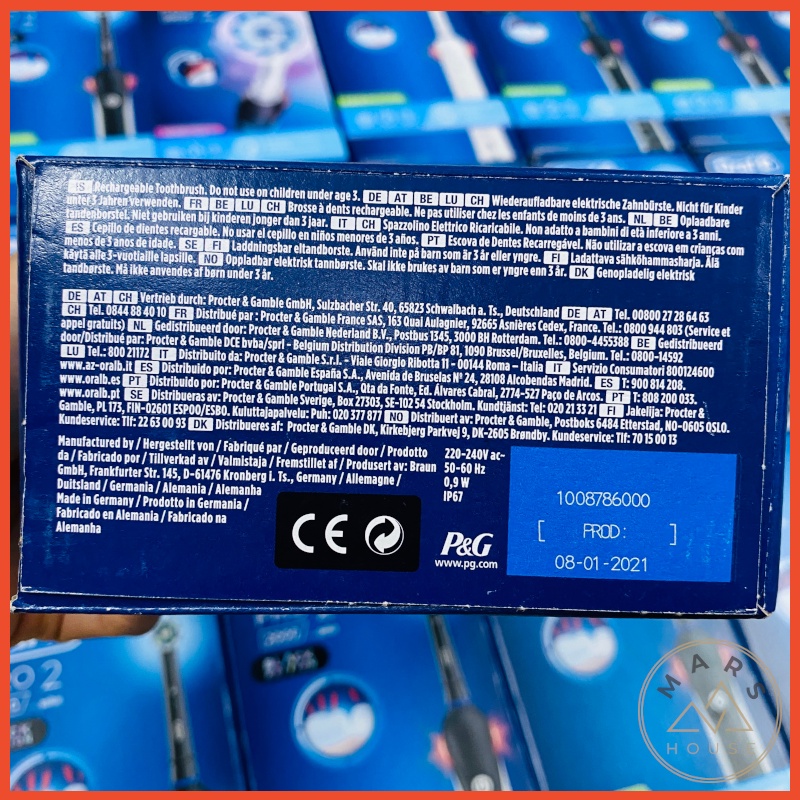 IS Rechargeable Toothbrush. Do not use on children under age 3. DE AT BE LU CH Wiederaufladbare elektrische Zahnbürste. Nicht für Kinder
unter 3 Jahren verwenden. FR BE LU CH Brosse à dents rechargeable. Ne pas utiliser chez les enfants de moins de 3 ans. NL BE Oplaadbare
tandenborstel. Niet gebruiken bij kinderen jonger dan 3 jaar. IT CH Spazzolino Elettrico Ricaricabile. Non adatto a bambini di età inferiore a 3 anni.
ES Cepillo de dientes recargable. No usar el cepillo en niños menores de 3 años. PT Escova de Dentes Recarregável. Não utilizar a escova em crianças com
menos de 3 anos de idade. SE FI Laddningsbar eltandborste. Använd inte på barn som är 3 år eller yngre. FI Ladattava sähköhammasharja. Älä
käytä alle 3-vuotiaille lapsille. NO Oppladbar elektrisk tannbørste. Skal ikke brukes av barn som er yngre enn 3 år. DK Genopladelig elektrisk
tandbørste. Må ikke anvendes af børn under 3 år.
DE AT CH Vertrieb durch: Procter & Gamble GmbH, Sulzbacher Str. 40, 65823 Schwalbach a. Ts., Deutschland DE AT Tel. 00800 27 28 64 63
CH Tel. 0844 88 40 10 FR Distribué par : Procter & Gamble France SAS, 163 Quai Aulagnier, 92665 Asnières Cedex, France. Tel.: 0800 944 803 (Service et
appel gratuits) NL Gedistribueerd door: Procter & Gamble Nederland B.V., Postbus 1345, 3000 BH Rotterdam. Tel.: 0800-4455388 BE Gedistribueerd
door/Distribué par: Procter & Gamble DCE bvba/sprl - Belgium Distribution Division PB/BP 81, 1090 Brussel/Bruxelles, Belgium. Tel.: 0800-14592
LU Tel.: 800 21172 IT Distribuito da: Procter & Gamble S.r.l. - Viale Giorgio Ribotta 11 - 00144 Roma – Italia IT Servizio Consumatori 800124600
www.az-oralb.it ES Distribuido por: Procter & Gamble España S.A., Avenida de Bruselas Nº 24, 28108 Alcobendas Madrid. ES T: 900 814 208.
www.oralb.es PT Distribuido por: Procter & Gamble Portugal S.A., Qta da Fonte, Ed. Álvares Cabral, 2774-527 Paço de Arcos. PT T: 808 200 033.
www.oralb.pt SE Distribueras av: Procter & Gamble Sverige, Box 27303, SE-102 54 Stockholm. Kundtjänst: Tel: 020 21 33 21 FI Jakelija: Procter &
Gamble, PL 173, FIN-02601 ESPOO/ESBO. Kuluttajapalvelu: Puh: 020 377 877 NO Distribuert av: Procter & Gamble, Postboks 6484 Etterstad, NO-0605 OSLO.
Kundeservice: Tlf: 22 63 00 93 DK Distribueres af: Procter & Gamble DK, Kirkebjerg Parkvej 9, DK-2605 Brøndby. Kundeservice: Tlf: 70 15 00 13
Manufactured by / Hergestellt von / Fabriqué par / Geproduceerd door / Prodotto
da / Fabricado por / Tillverkad av / Valmistaja / Fremstillet af / Produsert av: Braun
GmbH, Frankfurter Str. 145, D-61476 Kronberg i. Ts., Germany / Allemagne /
Duitsland / Germania / Alemania / Alemanha
Made in Germany / Prodotto in Germania /
Fabricado en Alemania / Fabricado na
Alemanha
220-240V ac~
50-60 Hz
0,9 W
IP67
CE
P&G
www.pg.com
1008786000
[ PROD: ]
08-01-2021
MARS
HOUSE